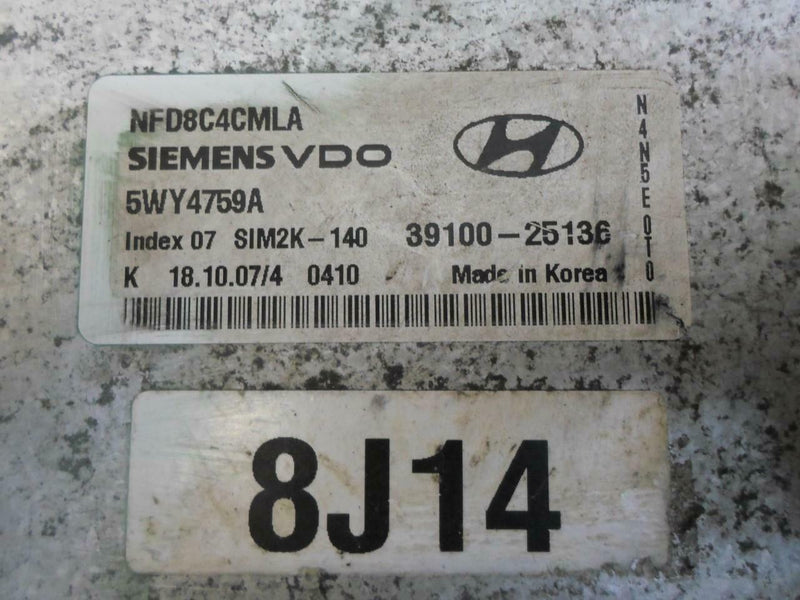 NFD8C4CMLA
SIEMENS VDO
5WY4759A
Index 07 SIM2K-140 39100-25136
K 18.10.07/4 0410 Made in Korea
N4N5E0T0
8J14